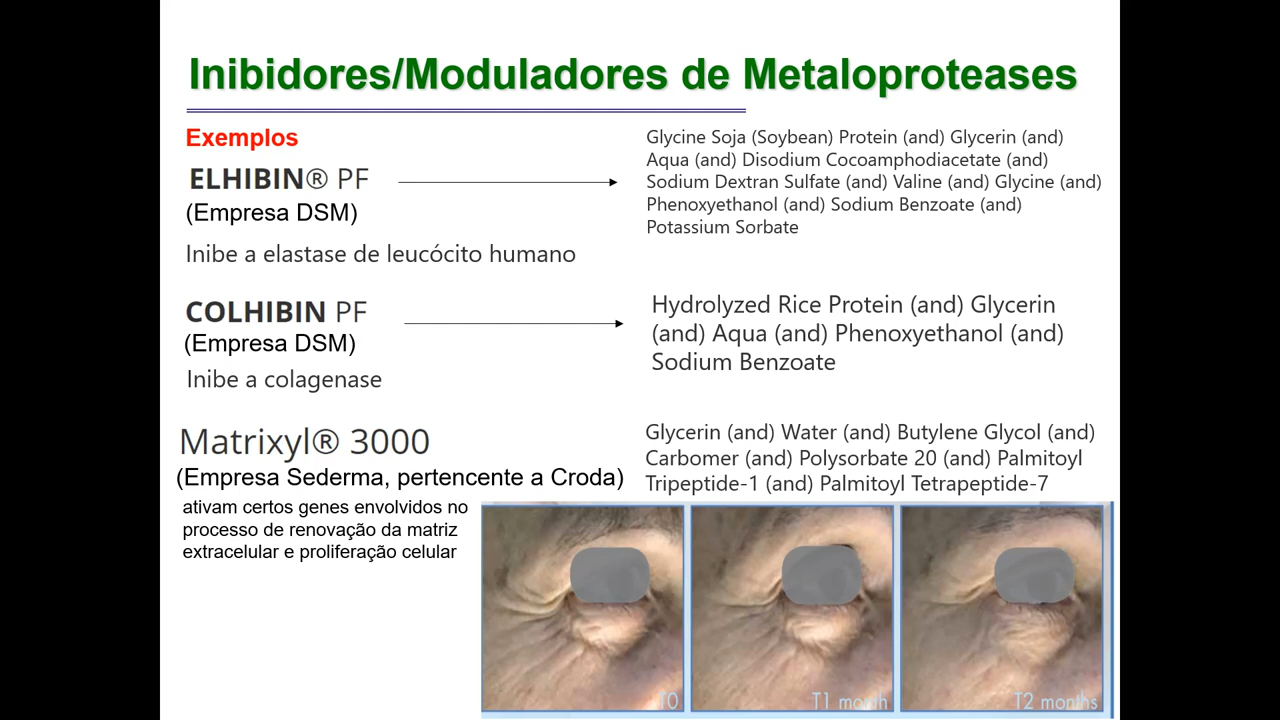 Inibidores/Moduladores de Metaloproteases
Exemplos
ELHIBIN® PF
(Empresa DSM)
Inibe a elastase de leucócito humano
Glycine Soja (Soybean) Protein (and) Glycerin (and)
Aqua (and) Disodium Cocoamphodiacetate (and)
Sodium Dextran Sulfate (and) Valine (and) Glycine (and)
Phenoxyethanol (and) Sodium Benzoate (and)
Potassium Sorbate
COLHIBIN PF
(Empresa DSM)
Inibe a colagenase
Hydrolyzed Rice Protein (and) Glycerin
(and) Aqua (and) Phenoxyethanol (and)
Sodium Benzoate
Matrixyl® 3000
(Empresa Sederma, pertencente a Croda)
ativam certos genes envolvidos no
processo de renovação da matriz
extracelular e proliferação celular
Glycerin (and) Water (and) Butylene Glycol (and)
Carbomer (and) Polysorbate 20 (and) Palmitoyl
Tripeptide-1 (and) Palmitoyl Tetrapeptide-7
T0
T1 month
T2 months